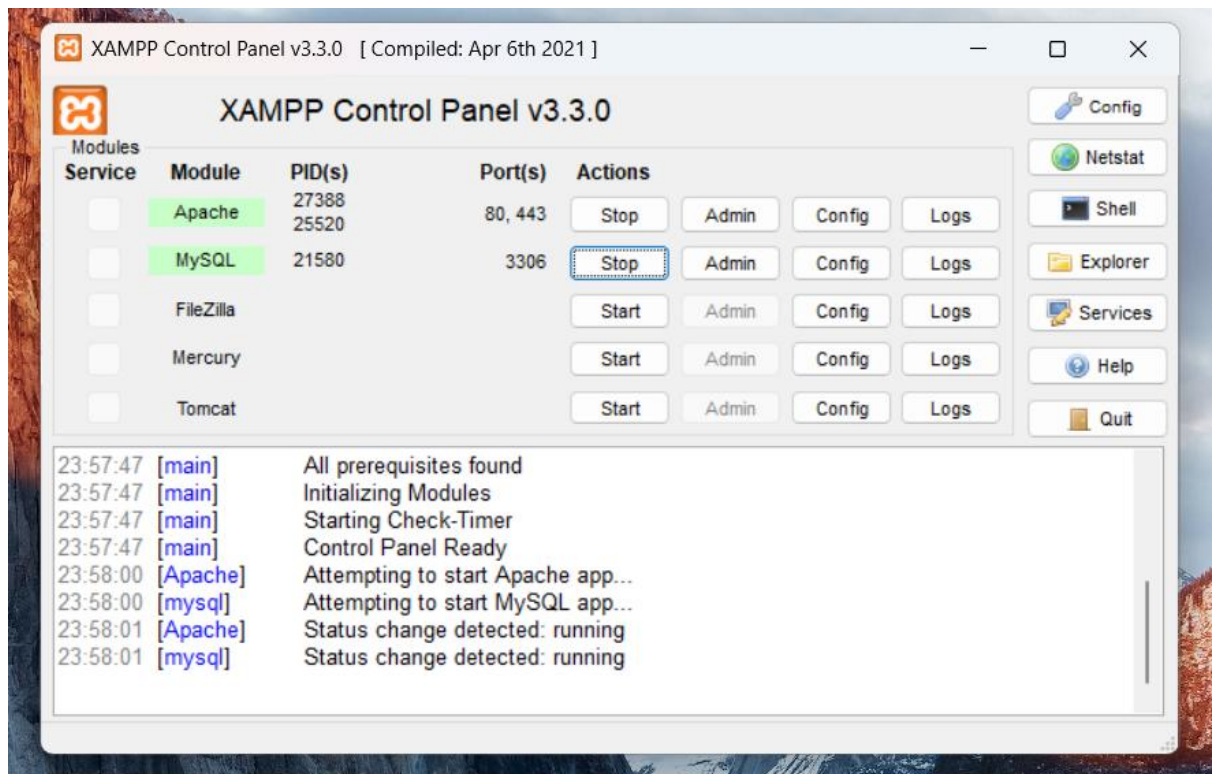 XAMPP Control Panel v3.3.0 [ Compiled: Apr 6th 2021 ]
XAMPP Control Panel v3.3.0
Config
Modules
Netstat
Service Module PID(s) Port(s) Actions
Apache 27388 25520 80, 443 Stop Admin Config Logs
Shell
MySQL 21580 3306 Stop Admin Config Logs
Explorer
FileZilla Start Admin Config Logs
Services
Mercury Start Admin Config Logs
Help
Tomcat Start Admin Config Logs
Quit
23:57:47 [main] All prerequisites found
23:57:47 [main] Initializing Modules
23:57:47 [main] Starting Check-Timer
23:57:47 [main] Control Panel Ready
23:58:00 [Apache] Attempting to start Apache app...
23:58:00 [mysql] Attempting to start MySQL app...
23:58:01 [Apache] Status change detected: running
23:58:01 [mysql] Status change detected: running